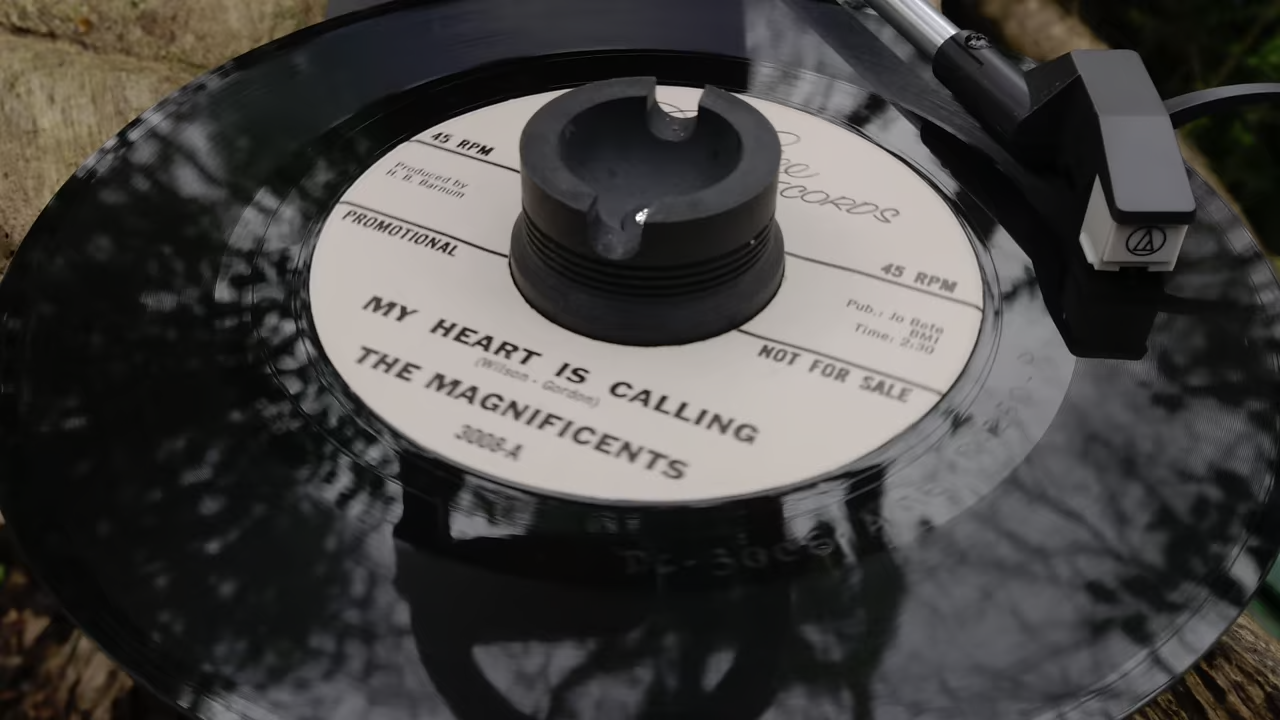 RECORDS
45 RPM
45 RPM
Produced by
H. B. Barnum
Pub.: Jo Bete
BMI
Time: 2:30
PROMOTIONAL
NOT FOR SALE
MY HEART IS CALLING
(Wilson - Gordon)
THE MAGNIFICENTS
3008-A